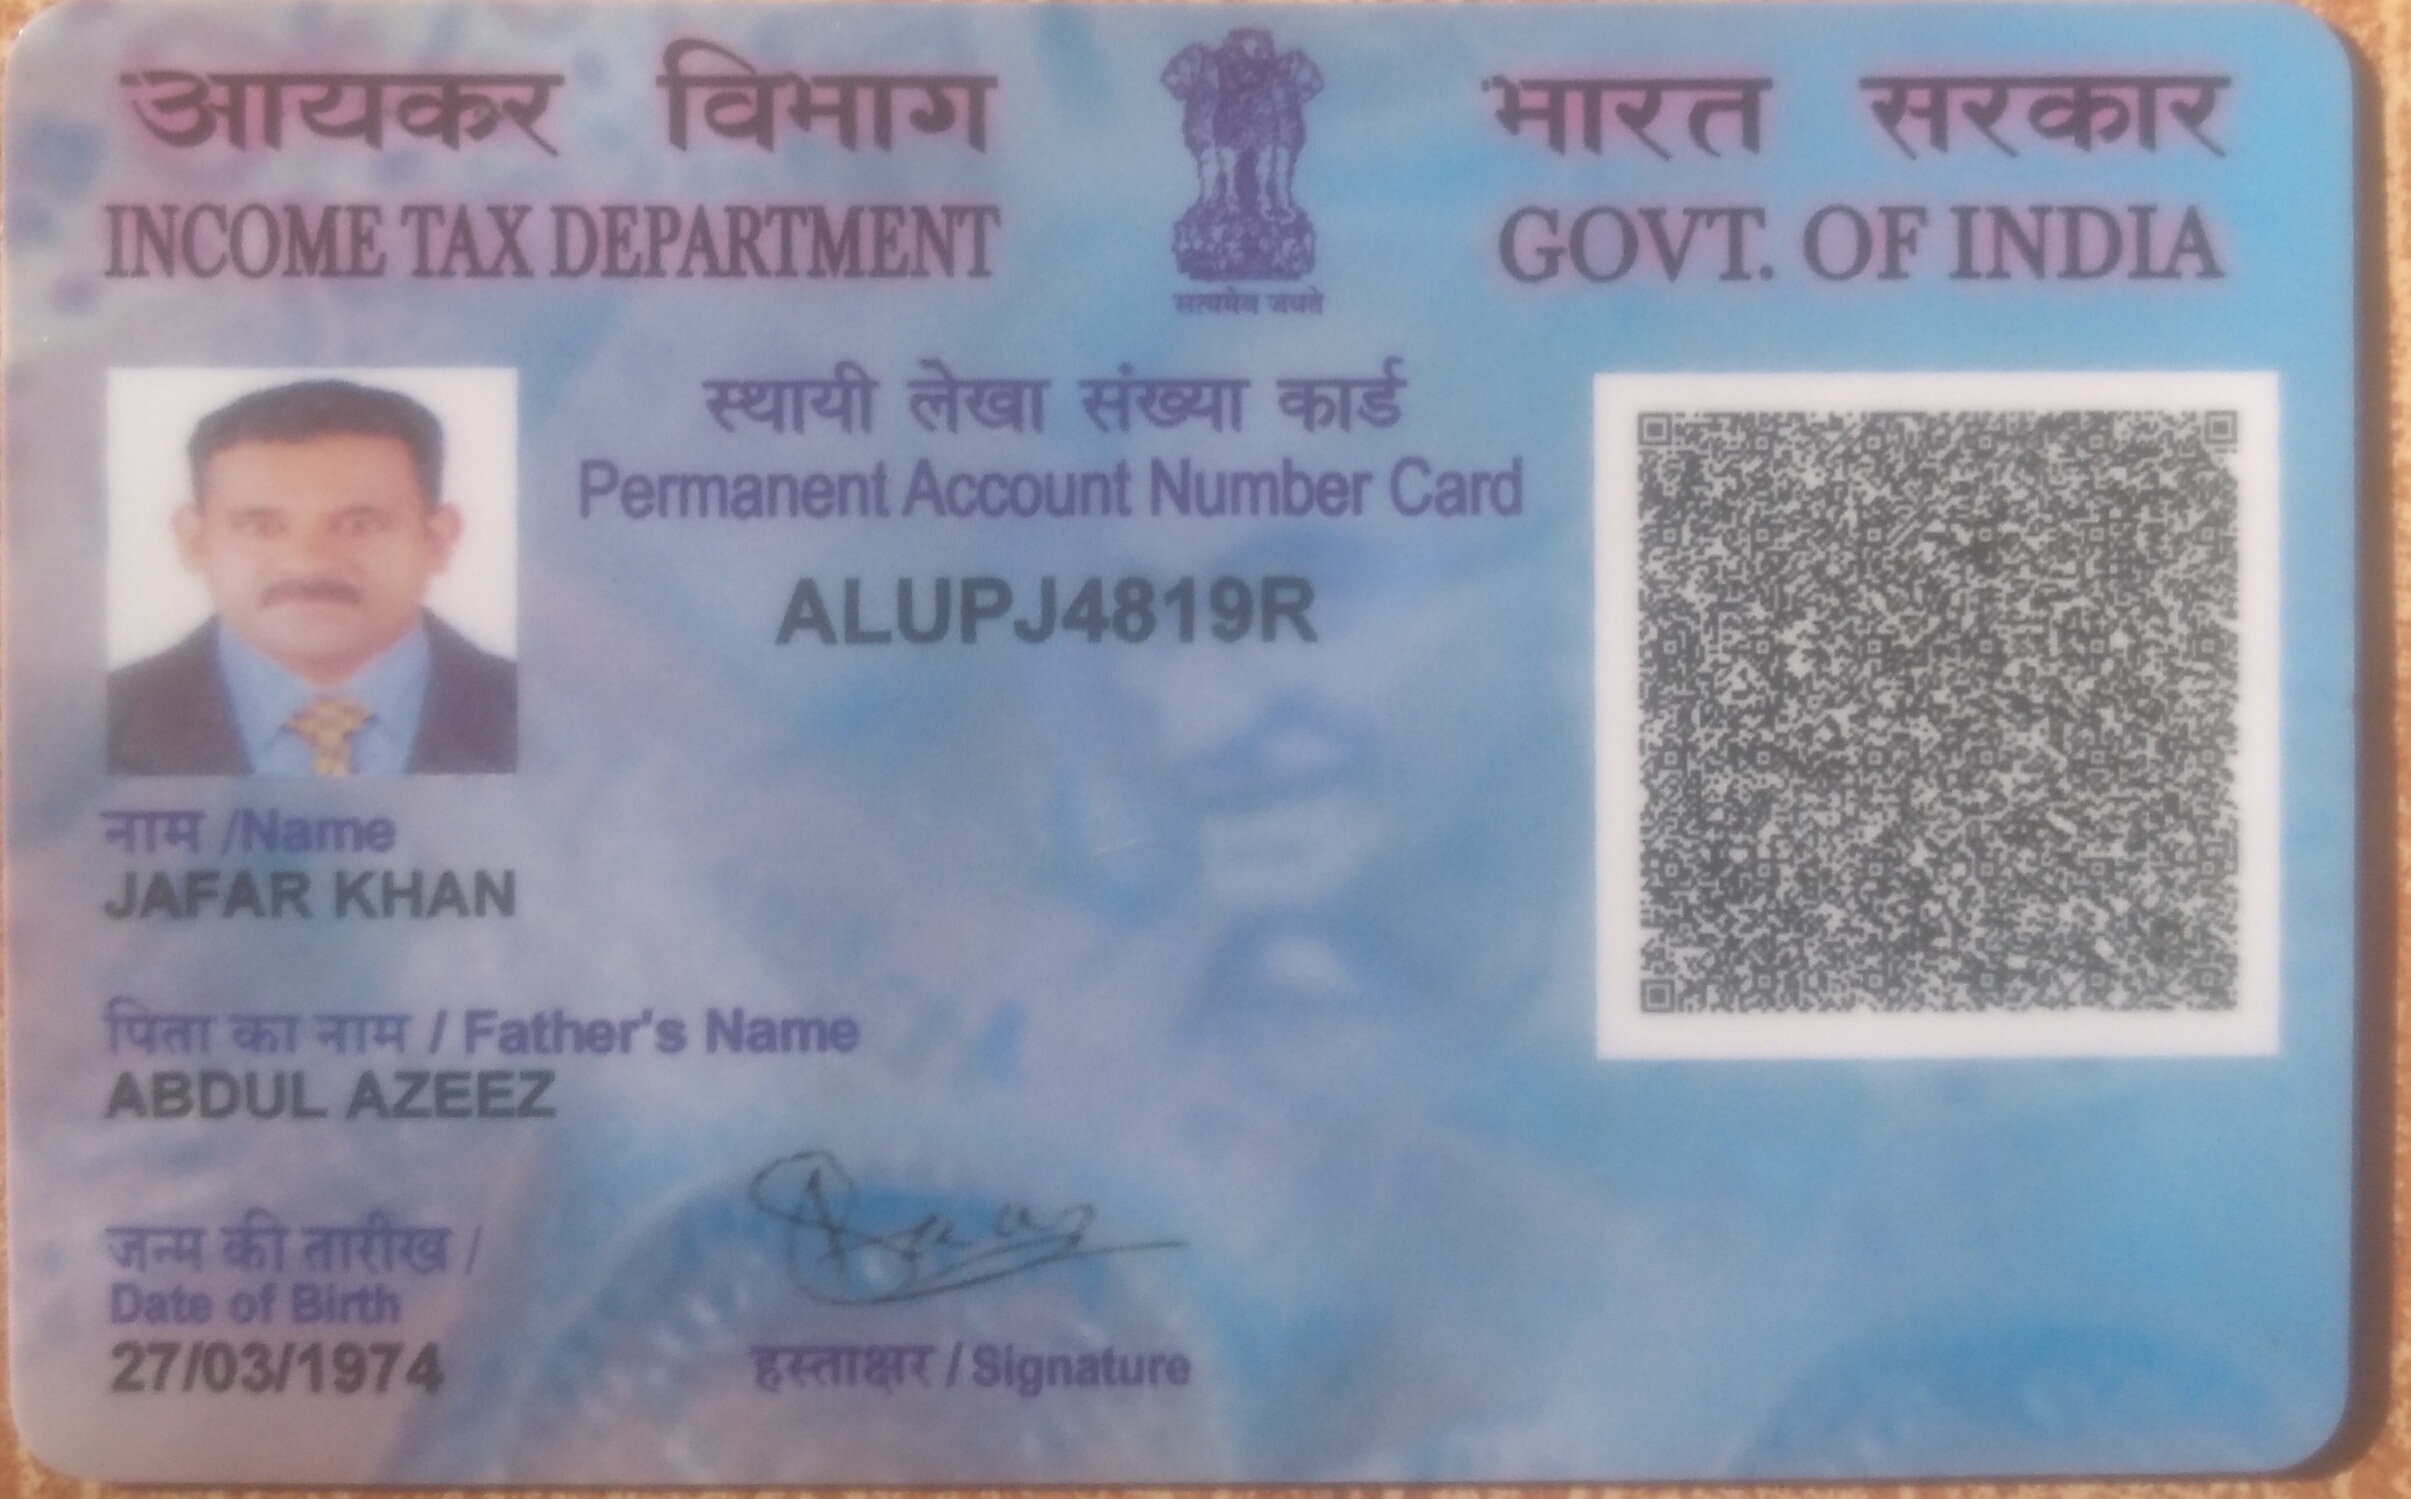 आयकर विभाग
INCOME TAX DEPARTMENT
सत्यमेव जयते
भारत सरकार
GOVT. OF INDIA
स्थायी लेखा संख्या कार्ड
Permanent Account Number Card
ALUPJ4819R
नाम /Name
JAFAR KHAN
पिता का नाम / Father's Name
ABDUL AZEEZ
जन्म की तारीख /
Date of Birth
27/03/1974
हस्ताक्षर / Signature